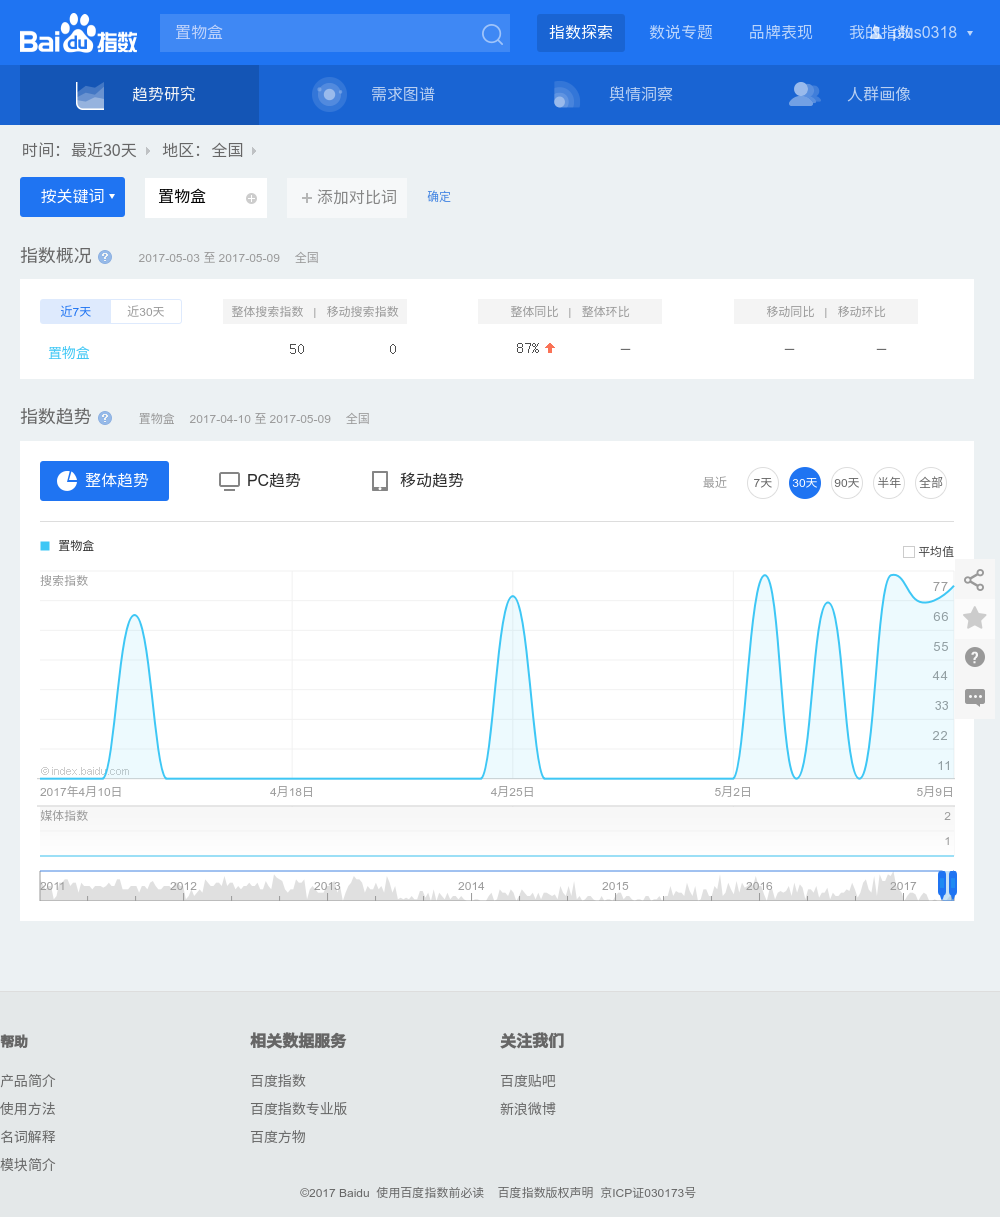 Bai du 指数
置物盒
指数探索 数说专题 品牌表现 我的指数
趋势研究 需求图谱 舆情洞察 人群画像
时间： 最近30天 地区： 全国
按关键词 置物盒 添加对比词 确定
指数概况 ? 2017-05-03 至 2017-05-09 全国
近7天 近30天 整体搜索指数 | 移动搜索指数 整体同比 | 整体环比 移动同比 | 移动环比
置物盒 50 0 87% – – –
指数趋势 ? 置物盒 2017-04-10 至 2017-05-09 全国
整体趋势 PC趋势 移动趋势 最近 7天 30天 90天 半年 全部
置物盒
平均值
搜索指数
77
66
55
44
33
22
11
©index.baidu.com
2017年4月10日 4月18日 4月25日 5月2日 5月9日
媒体指数 2
1
2011 2012 2013 2014 2015 2016 2017
帮助 相关数据服务 关注我们
产品简介 百度指数 百度贴吧
使用方法 百度指数专业版 新浪微博
名词解释 百度方物
模块简介
©2017 Baidu 使用百度指数前必读 百度指数版权声明 京ICP证030173号